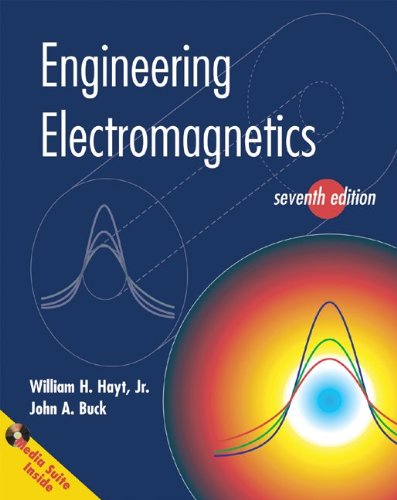 Engineering
Electromagnetics
seventh edition
William H. Hayt, Jr.
John A. Buck
Media Suite
Inside